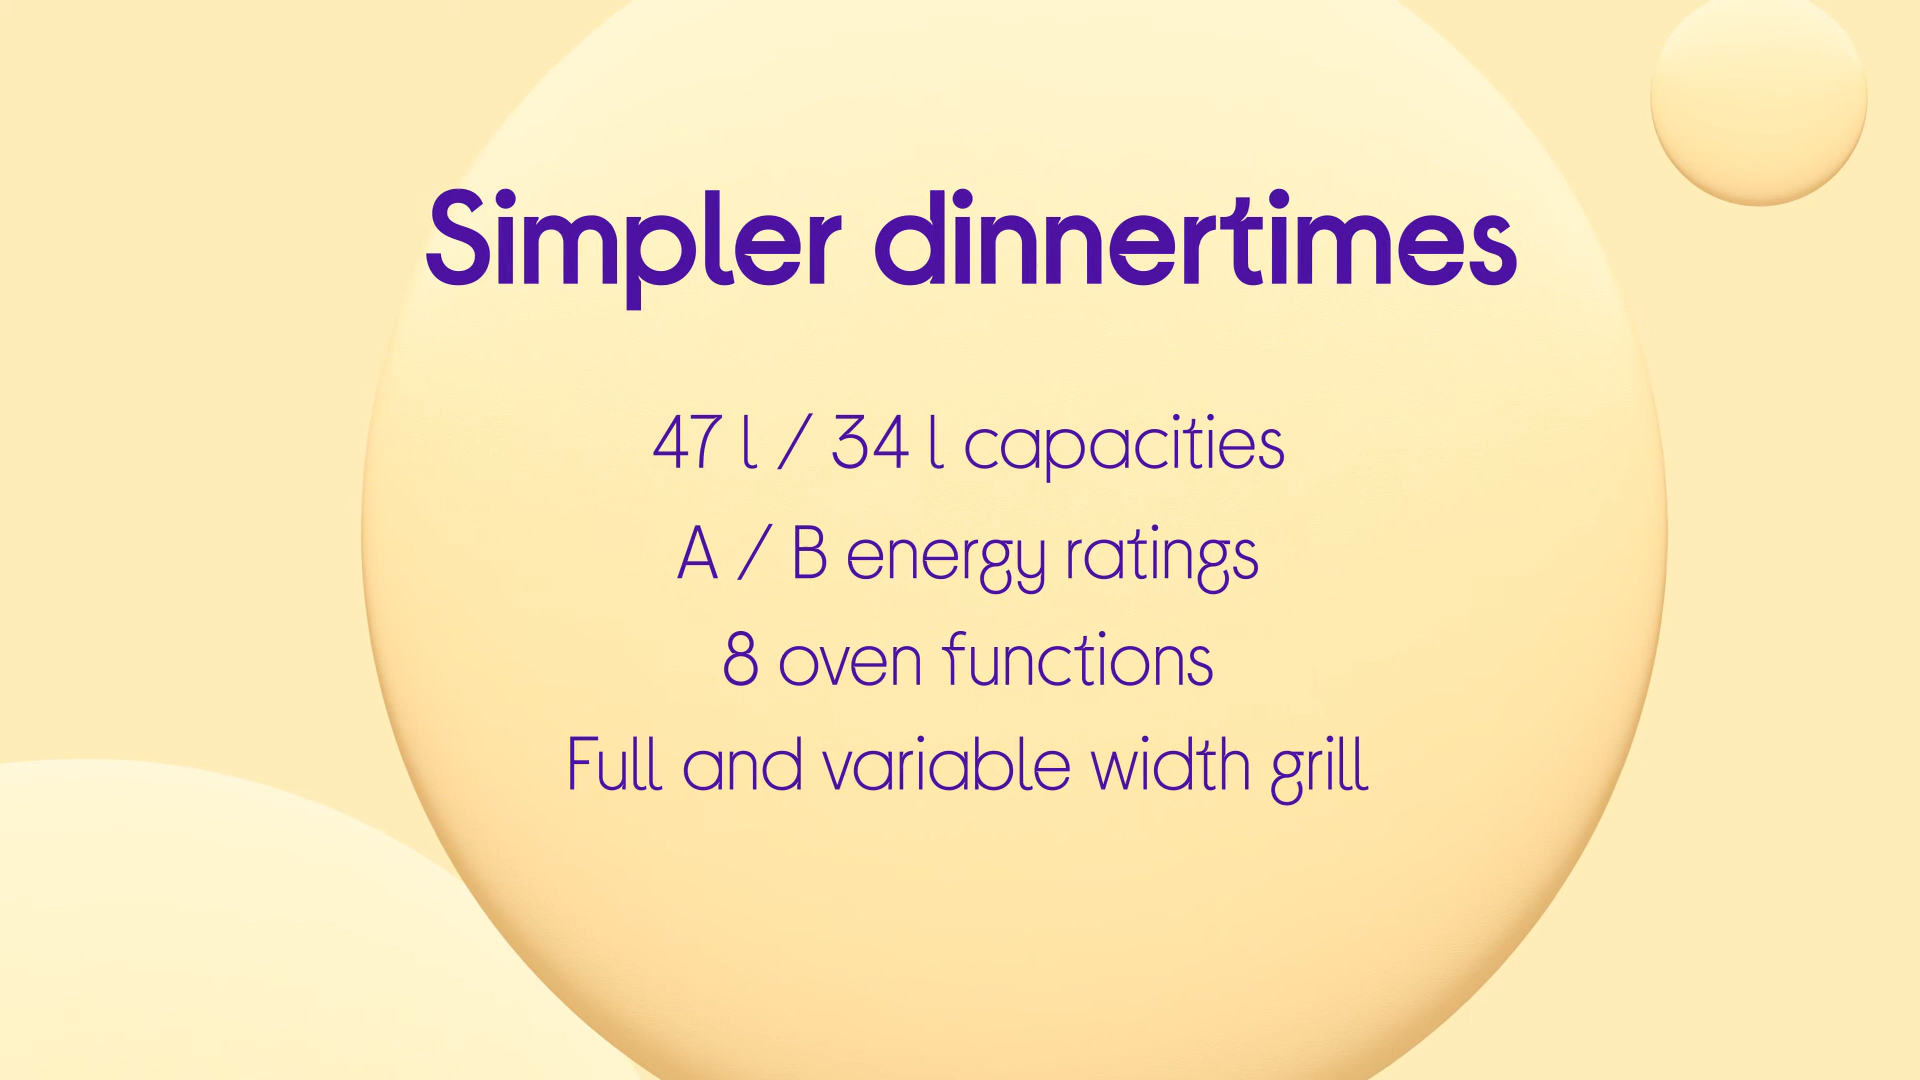 Simpler dinnertimes
47 l / 34 l capacities
A / B energy ratings
8 oven functions
Full and variable width grill